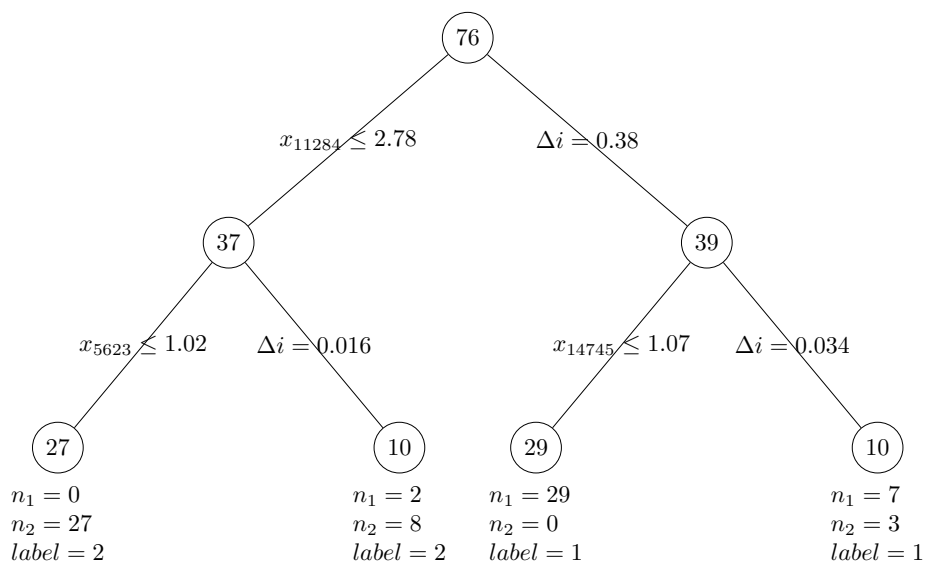 76
x₁₁₂₈₄ ≤ 2.78
Δi = 0.38
37
39
x₅₆₂₃ ≤ 1.02
Δi = 0.016
x₁₄₇₄₅ ≤ 1.07
Δi = 0.034
27
10
29
10
n₁ = 0
n₂ = 27
label = 2
n₁ = 2
n₂ = 8
label = 2
n₁ = 29
n₂ = 0
label = 1
n₁ = 7
n₂ = 3
label = 1